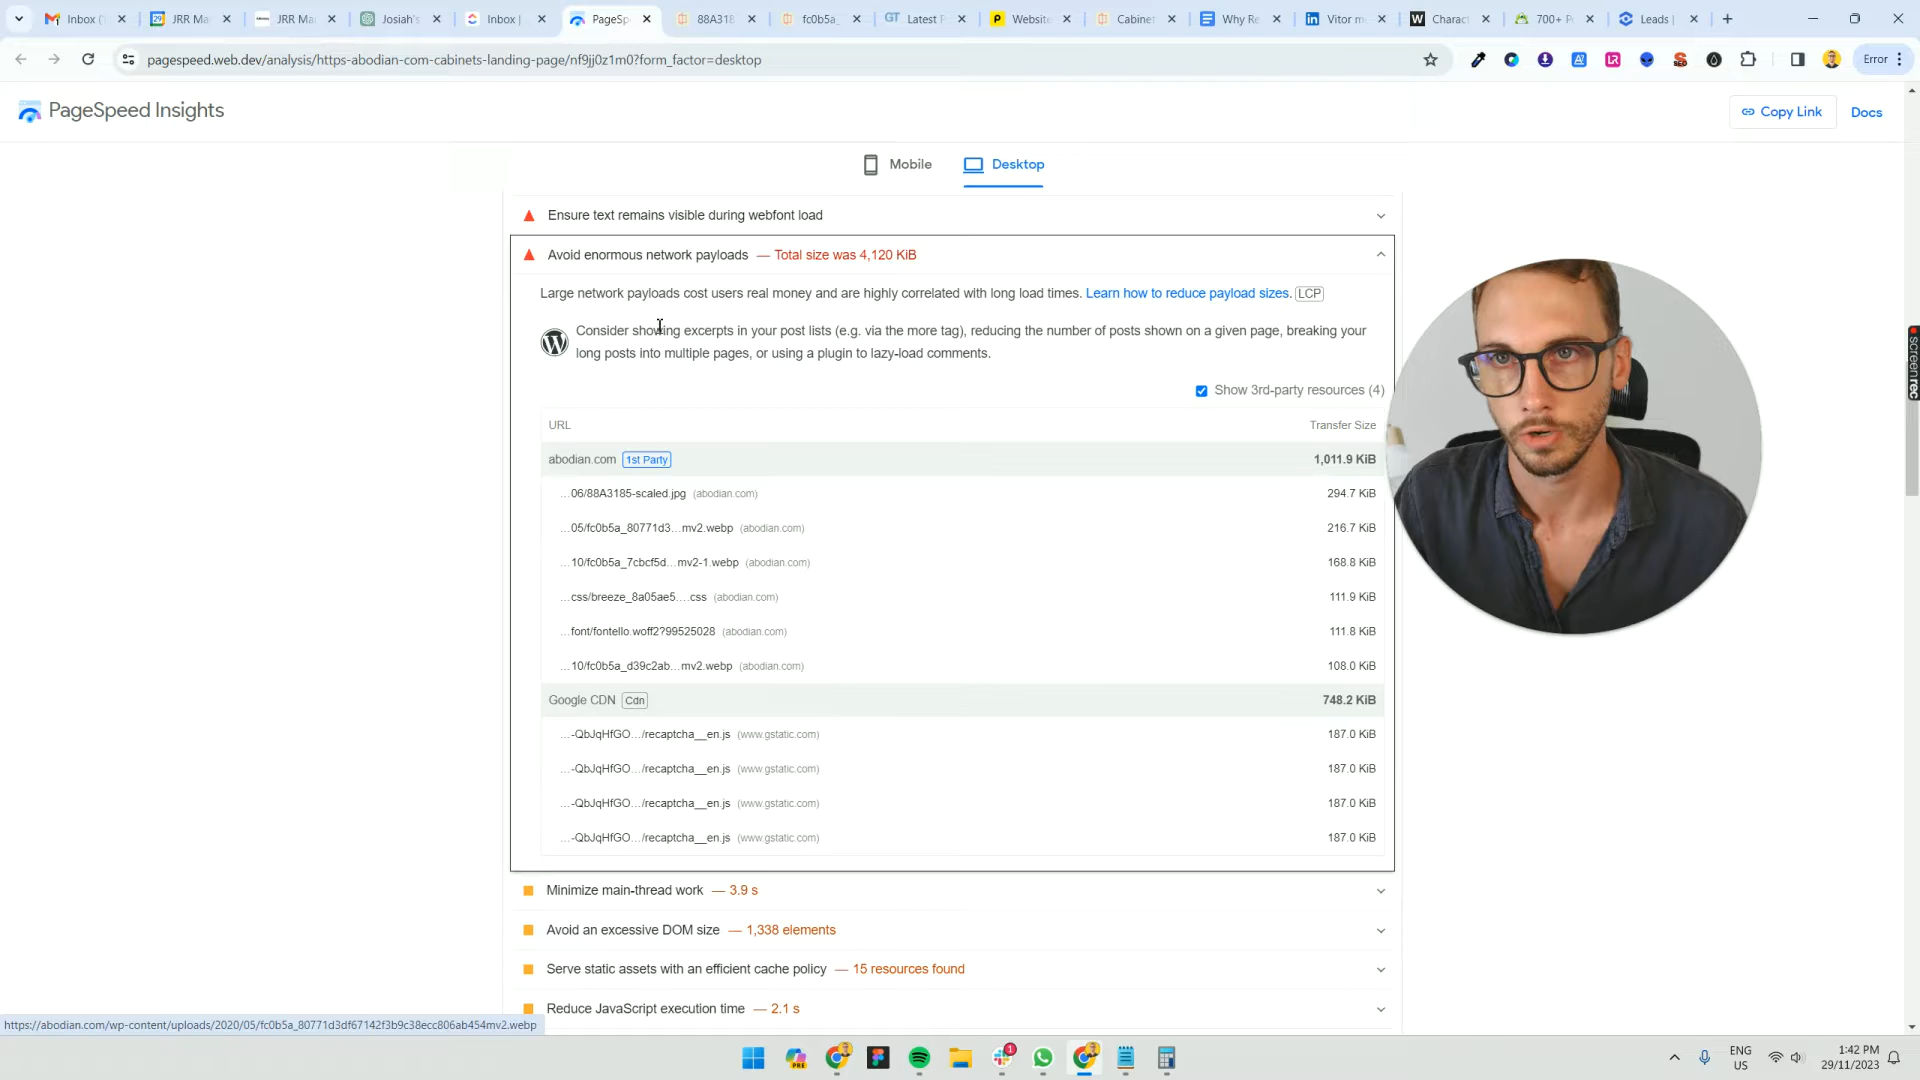 Inbox (
JRR Ma
JRR Ma
Josiah's
Inbox |
PageSp
88A318
fc0b5a_
Latest P
Website
Cabinet
Why Re
Vitor m
Charac
700+ P
Leads |
pagespeed.web.dev/analysis/https-abodian-com-cabinets-landing-page/nf9jj0z1m0?form_factor=desktop
Error
PageSpeed Insights
Copy Link
Docs
Mobile
Desktop
Ensure text remains visible during webfont load
Avoid enormous network payloads — Total size was 4,120 KiB
Large network payloads cost users real money and are highly correlated with long load times. Learn how to reduce payload sizes. LCP
Consider showing excerpts in your post lists (e.g. via the more tag), reducing the number of posts shown on a given page, breaking your
long posts into multiple pages, or using a plugin to lazy-load comments.
Show 3rd-party resources (4)
URL Transfer Size
abodian.com 1st Party 1,011.9 KiB
…06/88A3185-scaled.jpg (abodian.com) 294.7 KiB
…05/fc0b5a_80771d3…mv2.webp (abodian.com) 216.7 KiB
…10/fc0b5a_7cbcf5d…mv2-1.webp (abodian.com) 168.8 KiB
…css/breeze_8a05ae5….css (abodian.com) 111.9 KiB
…font/fontello.woff2?99525028 (abodian.com) 111.8 KiB
…10/fc0b5a_d39c2ab…mv2.webp (abodian.com) 108.0 KiB
Google CDN Cdn 748.2 KiB
…-QbJqHfGO…/recaptcha__en.js (www.gstatic.com) 187.0 KiB
…-QbJqHfGO…/recaptcha__en.js (www.gstatic.com) 187.0 KiB
…-QbJqHfGO…/recaptcha__en.js (www.gstatic.com) 187.0 KiB
…-QbJqHfGO…/recaptcha__en.js (www.gstatic.com) 187.0 KiB
Minimize main-thread work — 3.9 s
Avoid an excessive DOM size — 1,338 elements
Serve static assets with an efficient cache policy — 15 resources found
Reduce JavaScript execution time — 2.1 s
https://abodian.com/wp-content/uploads/2020/05/fc0b5a_80771d3df67142f3b9c38ecc806ab454mv2.webp
screenrec
ENG
US
1:42 PM
29/11/2023